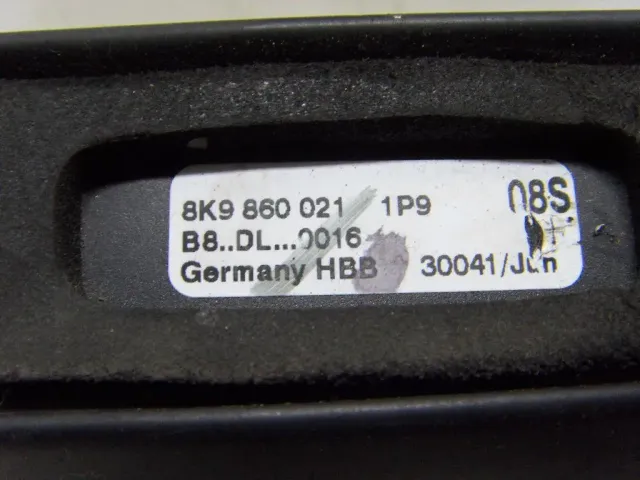 8K9 860 021 1P9 08S
B8..DL...0016
Germany HBB 30041/Jun